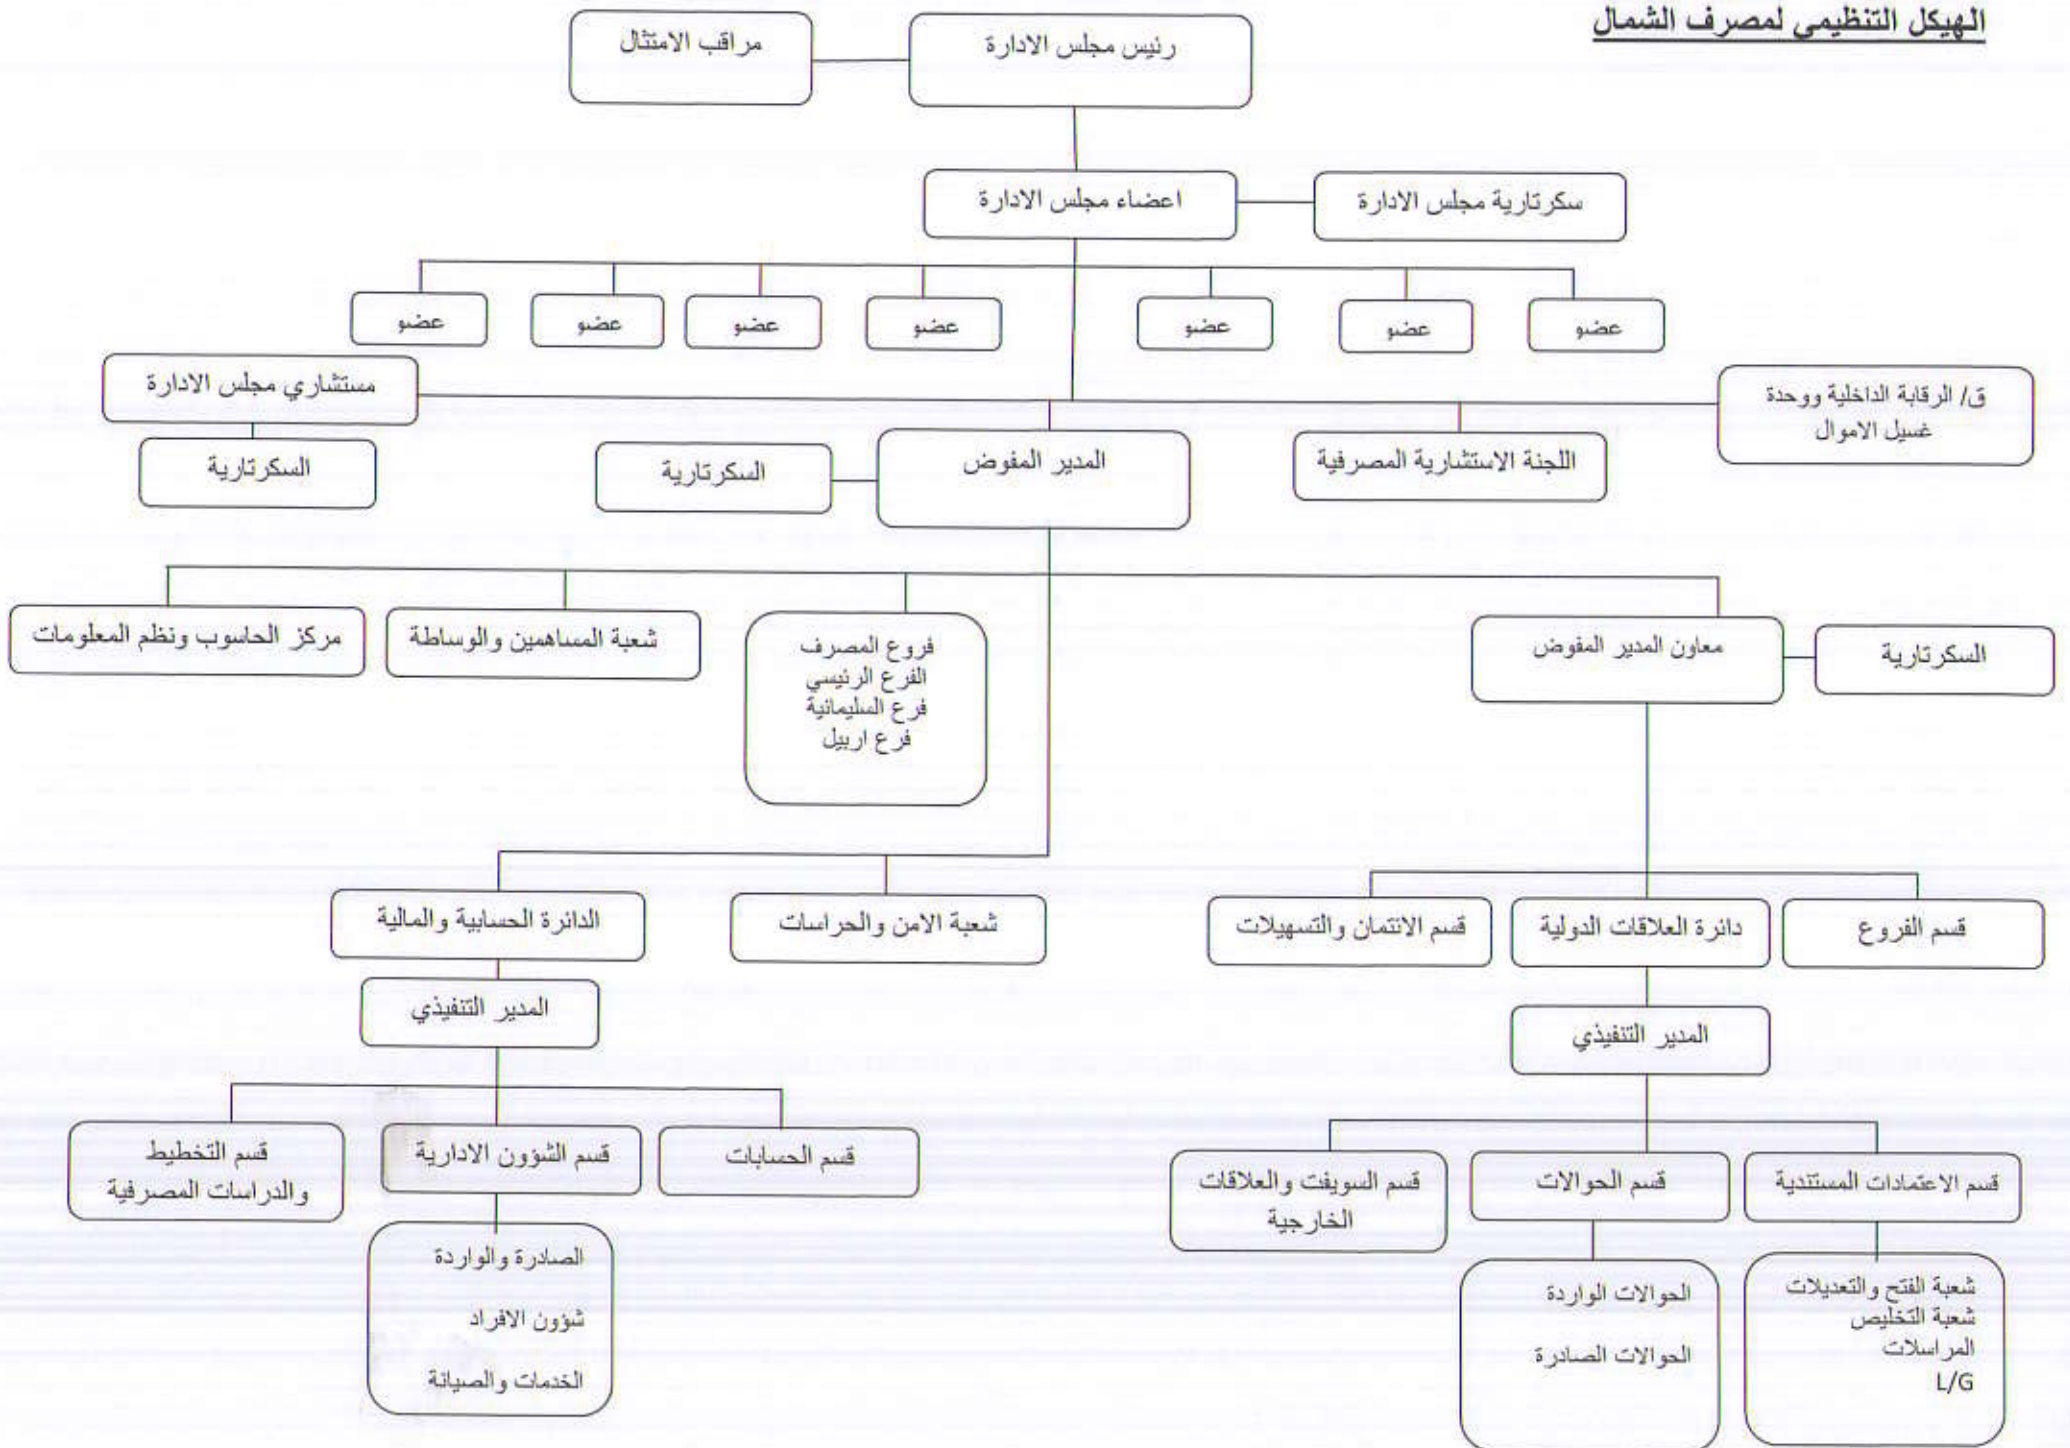 الهيكل التنظيمي لمصرف الشمال
رئيس مجلس الادارة
مراقب الامتثال
سكرتارية مجلس الادارة
اعضاء مجلس الادارة
عضو
عضو
عضو
عضو
عضو
عضو
عضو
ق/ الرقابة الداخلية ووحدة
غسيل الاموال
اللجنة الاستشارية المصرفية
المدير المفوض
السكرتارية
مستشاري مجلس الادارة
السكرتارية
السكرتارية
معاون المدير المفوض
فروع المصرف
الفرع الرئيسي
فرع السليمانية
فرع اربيل
شعبة المساهمين والوساطة
مركز الحاسوب ونظم المعلومات
قسم الفروع
دائرة العلاقات الدولية
قسم الائتمان والتسهيلات
شعبة الامن والحراسات
الدائرة الحسابية والمالية
المدير التنفيذي
المدير التنفيذي
قسم الاعتمادات المستندية
قسم الحوالات
قسم السويفت والعلاقات
الخارجية
قسم الحسابات
قسم الشؤون الادارية
قسم التخطيط
والدراسات المصرفية
شعبة الفتح والتعديلات
شعبة التخليص
المراسلات
L/G
الحوالات الواردة
الحوالات الصادرة
الصادرة والواردة
شؤون الافراد
الخدمات والصيانة